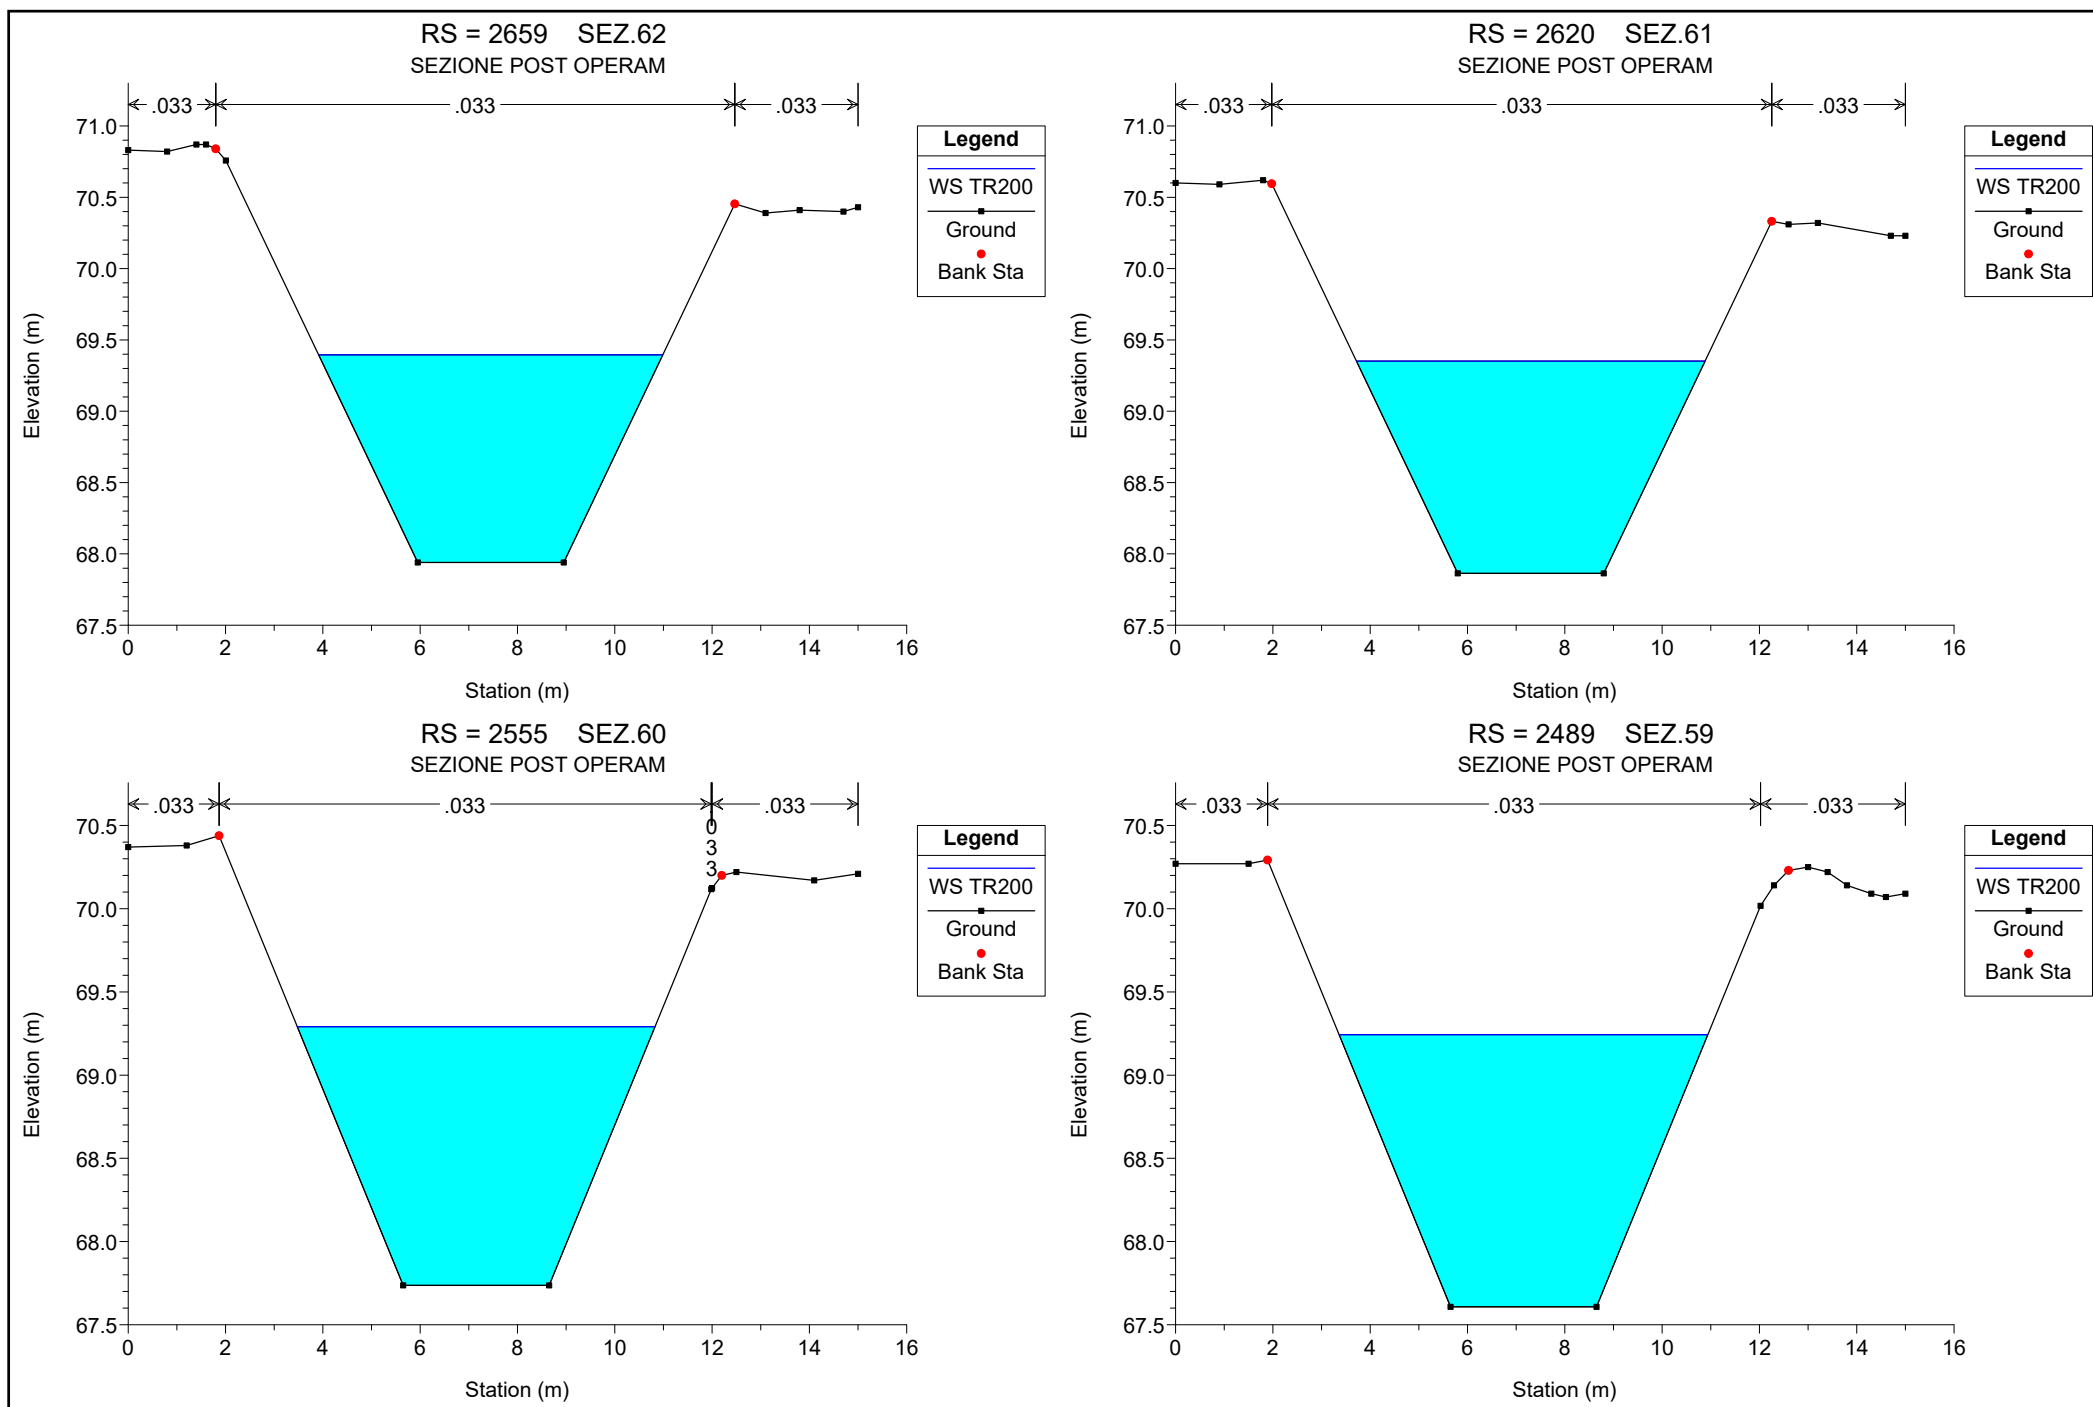 RS = 2659 SEZ.62
SEZIONE POST OPERAM
.033 .033 .033
71.0
70.5
70.0
69.5
69.0
68.5
68.0
67.5
Elevation (m)
0 2 4 6 8 10 12 14 16
Station (m)
Legend
WS TR200
Ground
Bank Sta
RS = 2620 SEZ.61
SEZIONE POST OPERAM
.033 .033 .033
71.0
70.5
70.0
69.5
69.0
68.5
68.0
67.5
Elevation (m)
0 2 4 6 8 10 12 14 16
Station (m)
Legend
WS TR200
Ground
Bank Sta
RS = 2555 SEZ.60
SEZIONE POST OPERAM
.033 .033 .033
0
3
3
70.5
70.0
69.5
69.0
68.5
68.0
67.5
Elevation (m)
0 2 4 6 8 10 12 14 16
Station (m)
Legend
WS TR200
Ground
Bank Sta
RS = 2489 SEZ.59
SEZIONE POST OPERAM
.033 .033 .033
70.5
70.0
69.5
69.0
68.5
68.0
67.5
Elevation (m)
0 2 4 6 8 10 12 14 16
Station (m)
Legend
WS TR200
Ground
Bank Sta